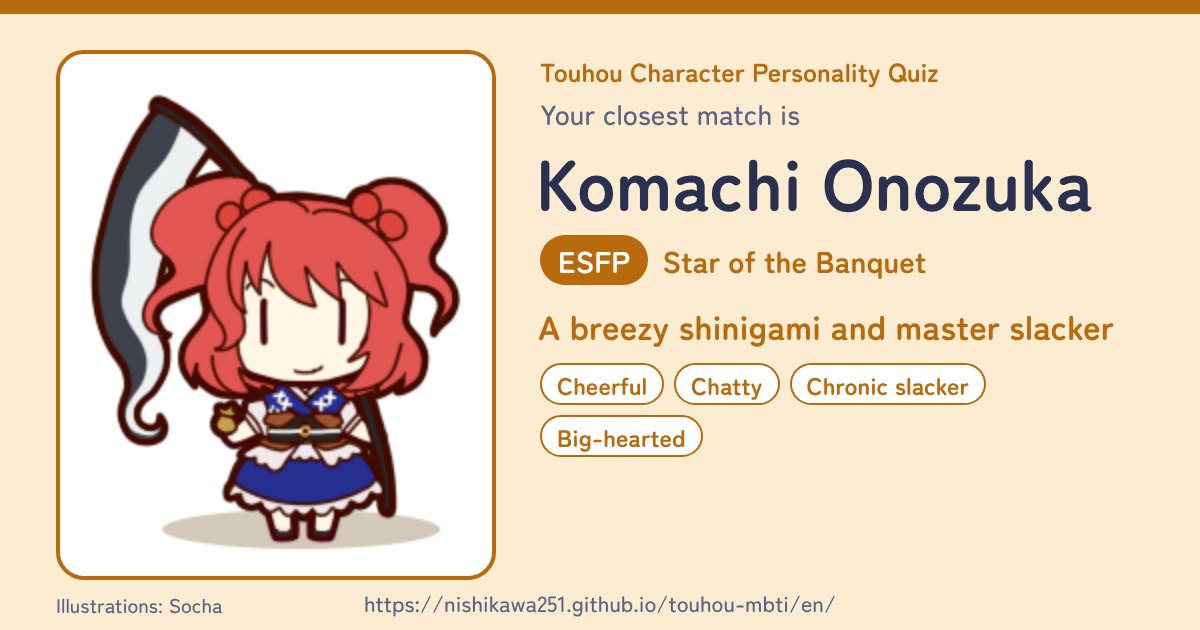 Touhou Character Personality Quiz
Your closest match is
Komachi Onozuka
ESFP Star of the Banquet
A breezy shinigami and master slacker
Cheerful Chatty Chronic slacker
Big-hearted
Illustrations: Socha https://nishikawa251.github.io/touhou-mbti/en/